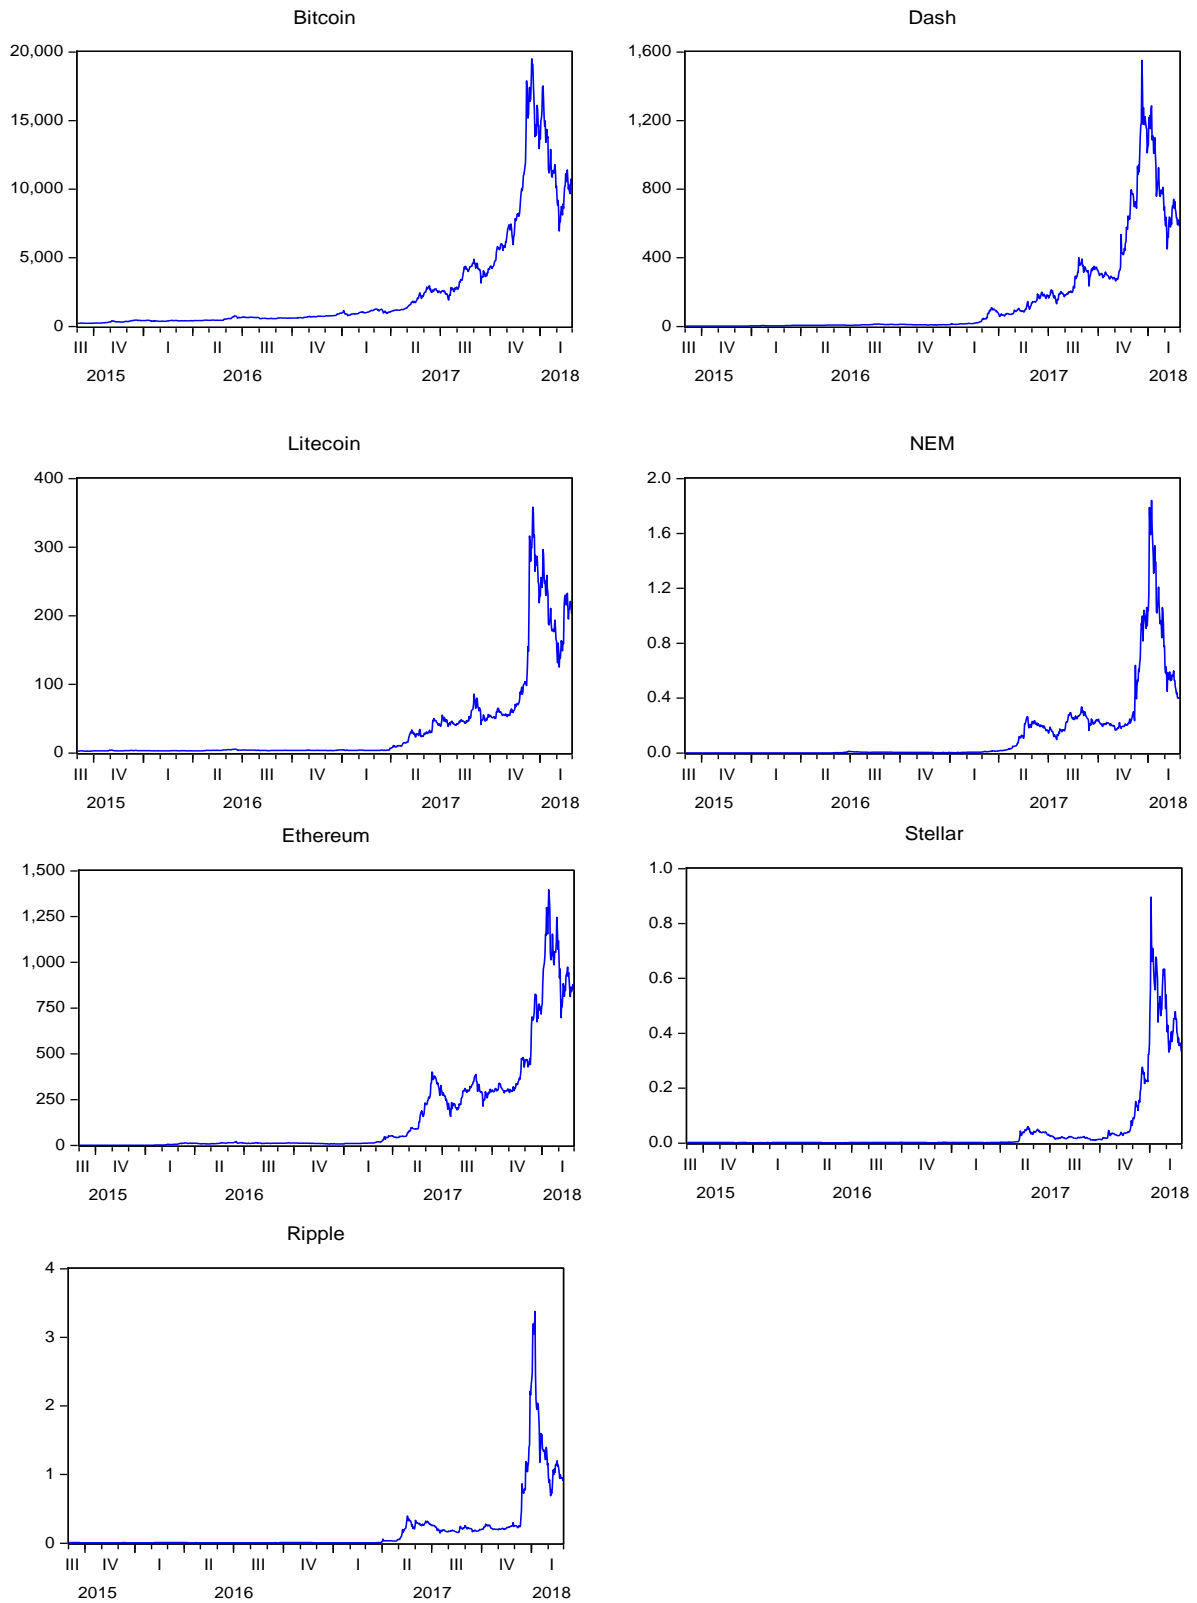 Bitcoin
20,000
15,000
10,000
5,000
0
III IV I II III IV I II III IV I
2015 2016 2017 2018
Dash
1,600
1,200
800
400
0
III IV I II III IV I II III IV I
2015 2016 2017 2018
Litecoin
400
300
200
100
0
III IV I II III IV I II III IV I
2015 2016 2017 2018
NEM
2.0
1.6
1.2
0.8
0.4
0.0
III IV I II III IV I II III IV I
2015 2016 2017 2018
Ethereum
1,500
1,250
1,000
750
500
250
0
III IV I II III IV I II III IV I
2015 2016 2017 2018
Stellar
1.0
0.8
0.6
0.4
0.2
0.0
III IV I II III IV I II III IV I
2015 2016 2017 2018
Ripple
4
3
2
1
0
III IV I II III IV I II III IV I
2015 2016 2017 2018